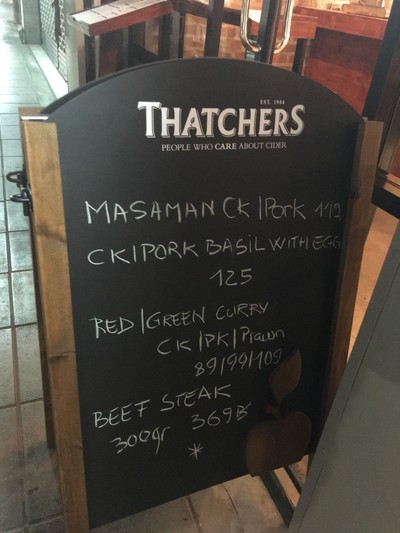 EST. 1904
THATCHERS
PEOPLE WHO CARE ABOUT CIDER
MASAMAN CK|Pork 119
CK|PORK BASIL WITH EGG
125
RED|GREEN CURRY
CK|PK|Prawn
89|99|109
BEEF STEAK
300gr 369฿
*